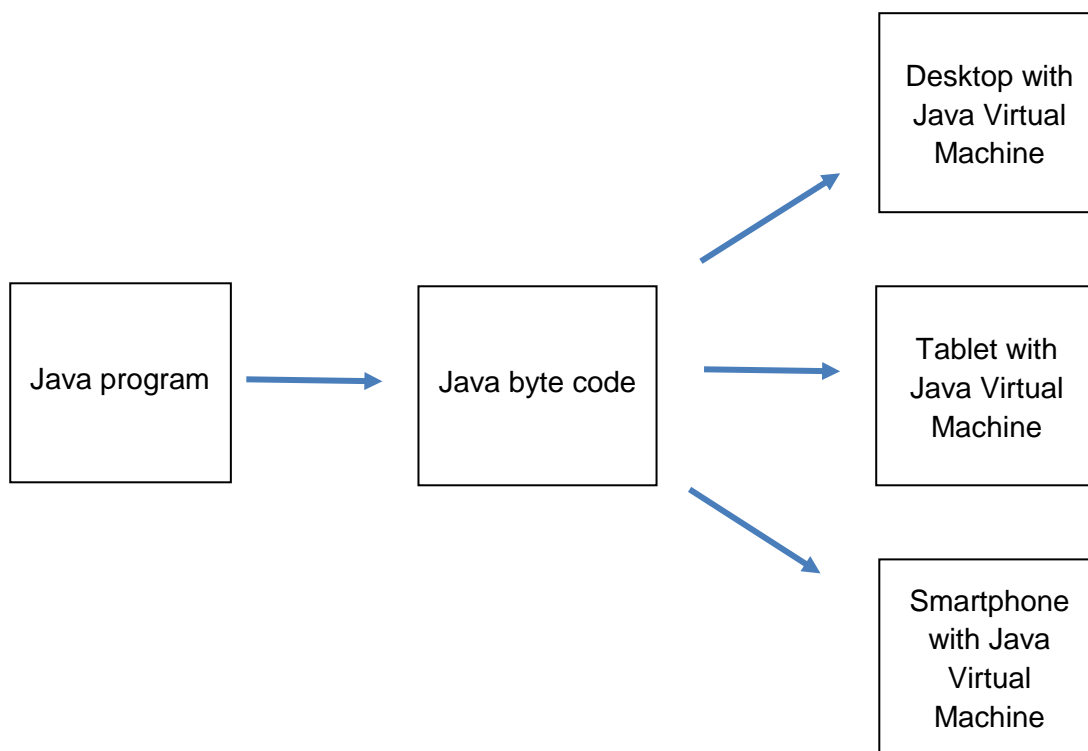 Java program
Java byte code
Desktop with
Java Virtual
Machine
Tablet with
Java Virtual
Machine
Smartphone
with Java
Virtual
Machine